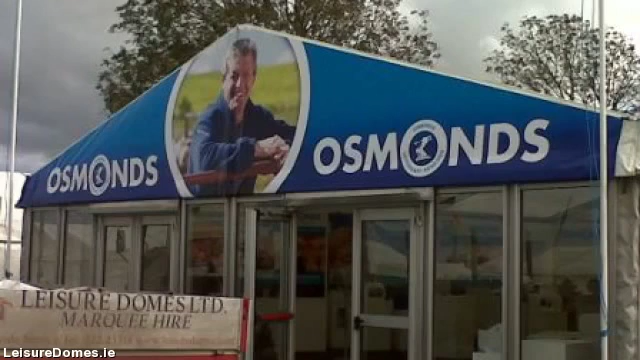 OSMONDS
OSMONDS
LEISURE DOMES LTD.
MARQUEE HIRE
LeisureDomes.ie